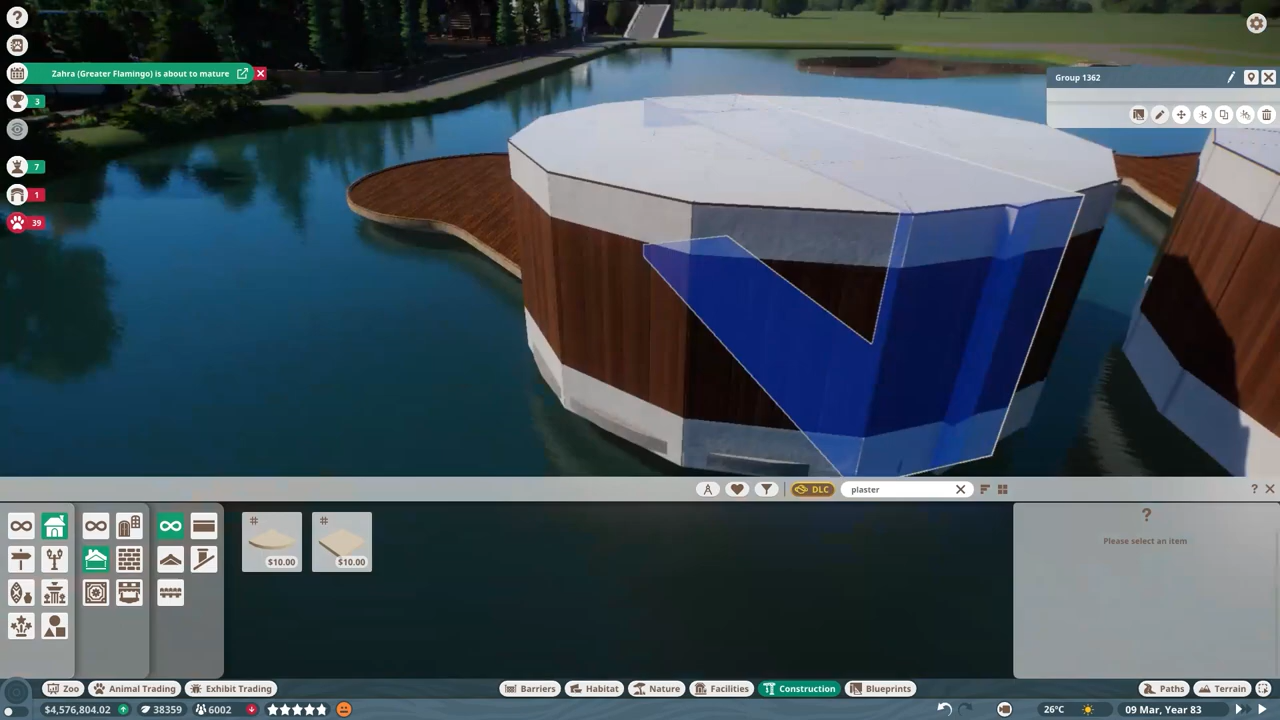 Zahra (Greater Flamingo) is about to mature
Group 1362
3
7
1
39
DLC
plaster
?
Please select an item
$10.00
$10.00
Zoo
Animal Trading
Exhibit Trading
Barriers
Habitat
Nature
Facilities
Construction
Blueprints
Paths
Terrain
$4,576,804.02
38359
6002
26°C
09 Mar, Year 83